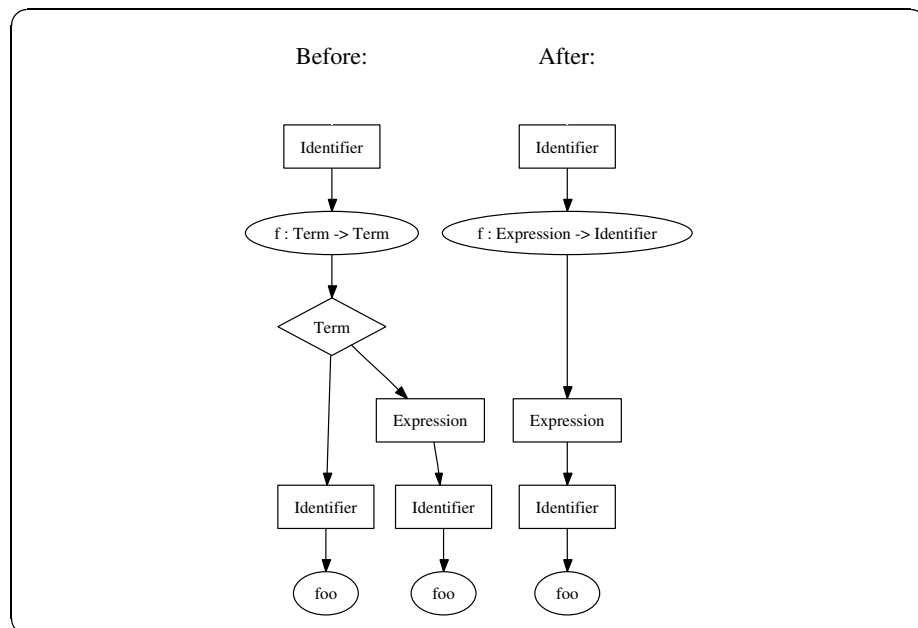 Before: After:
Identifier Identifier
f : Term -> Term f : Expression -> Identifier
Term
Expression Expression
Identifier Identifier Identifier
foo foo foo